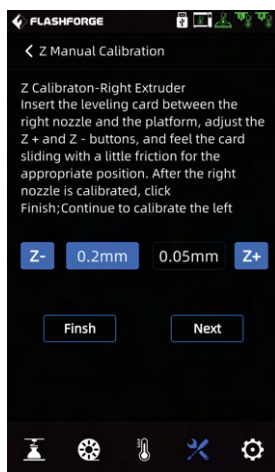 FLASHFORGE
Z Manual Calibration
Z Calibraton-Right Extruder
Insert the leveling card between the
right nozzle and the platform, adjust the
Z + and Z - buttons, and feel the card
sliding with a little friction for the
appropriate position. After the right
nozzle is calibrated, click
Finish;Continue to calibrate the left
Z- 0.2mm 0.05mm Z+
Finsh Next